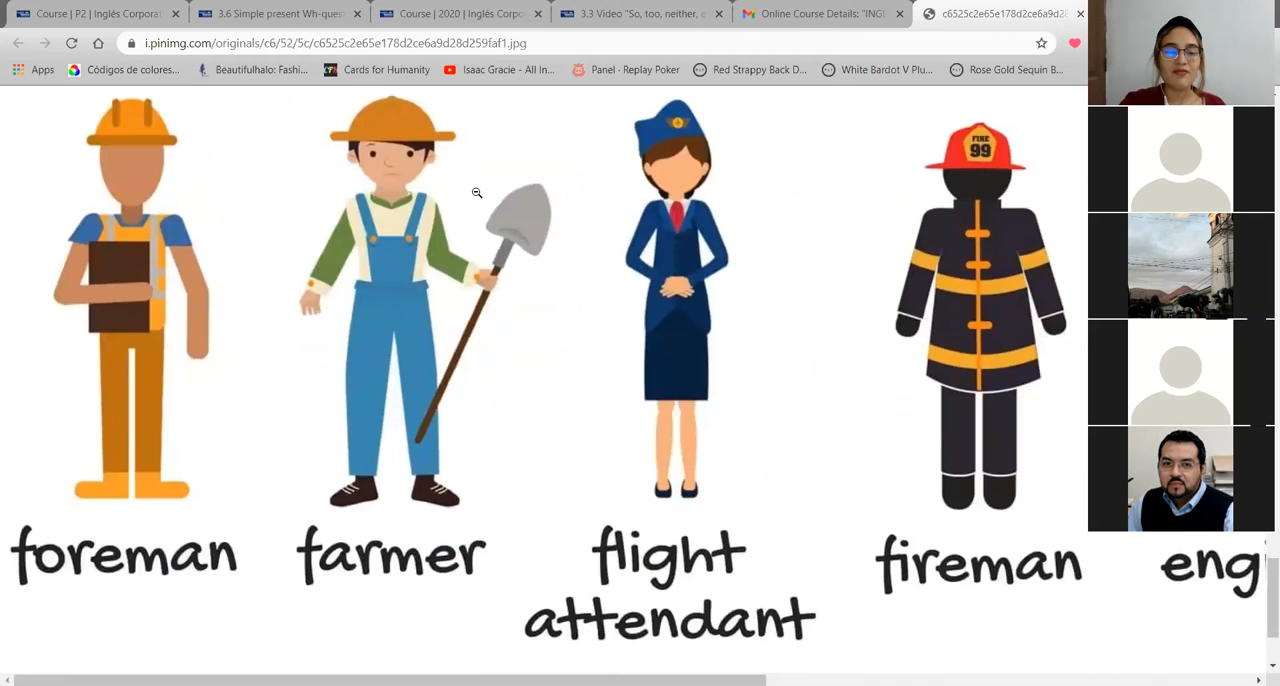 Course | P2 | Inglés Corporat
3.6 Simple present Wh-ques
Course | 2020 | Inglés Corpo
3.3 Video "So, too, neither, e
Online Course Details: "INGL
c6525c2e65e178d2ce6a9d28
i.pinimg.com/originals/c6/52/5c/c6525c2e65e178d2ce6a9d28d259faf1.jpg
Apps
Códigos de colores...
Beautifulhalo: Fashi...
Cards for Humanity
Isaac Gracie - All In...
Panel · Replay Poker
Red Strappy Back D...
White Bardot V Plu...
Rose Gold Sequin B...
FIRE
99
foreman
farmer
flight
attendant
fireman
eng